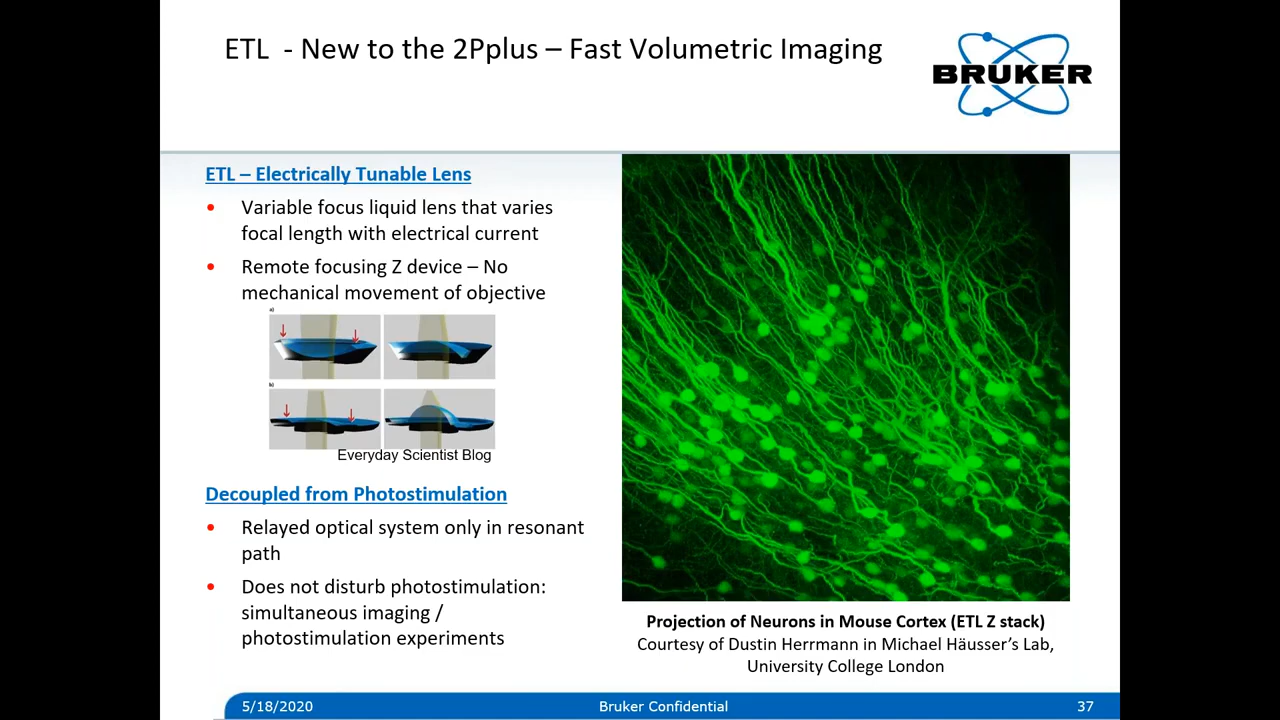 ETL - New to the 2Pplus – Fast Volumetric Imaging
BRUKER
ETL – Electrically Tunable Lens
• Variable focus liquid lens that varies
focal length with electrical current
• Remote focusing Z device – No
mechanical movement of objective
a)
b)
Everyday Scientist Blog
Decoupled from Photostimulation
• Relayed optical system only in resonant
path
• Does not disturb photostimulation:
simultaneous imaging /
photostimulation experiments
Projection of Neurons in Mouse Cortex (ETL Z stack)
Courtesy of Dustin Herrmann in Michael Häusser’s Lab,
University College London
5/18/2020
Bruker Confidential
37